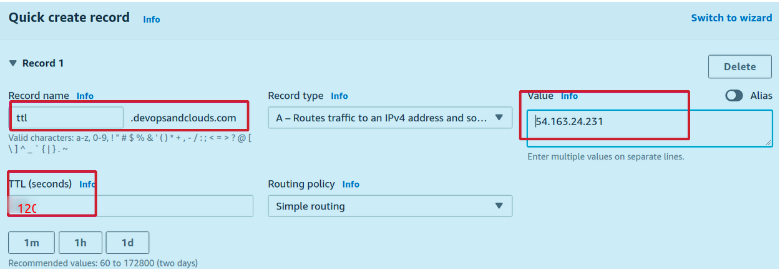 Quick create record Info
Switch to wizard
Record 1
Delete
Record name Info
ttl .devopsandclouds.com
Valid characters: a-z, 0-9, ! " # $ % & ' ( ) * + , - / : ; < = > ? @ [
\ ] ^ _ ` { | } . ~
Record type Info
A – Routes traffic to an IPv4 address and so...
Value Info
Alias
54.163.24.231
Enter multiple values on separate lines.
TTL (seconds) Info
120
Routing policy Info
Simple routing
1m 1h 1d
Recommended values: 60 to 172800 (two days)